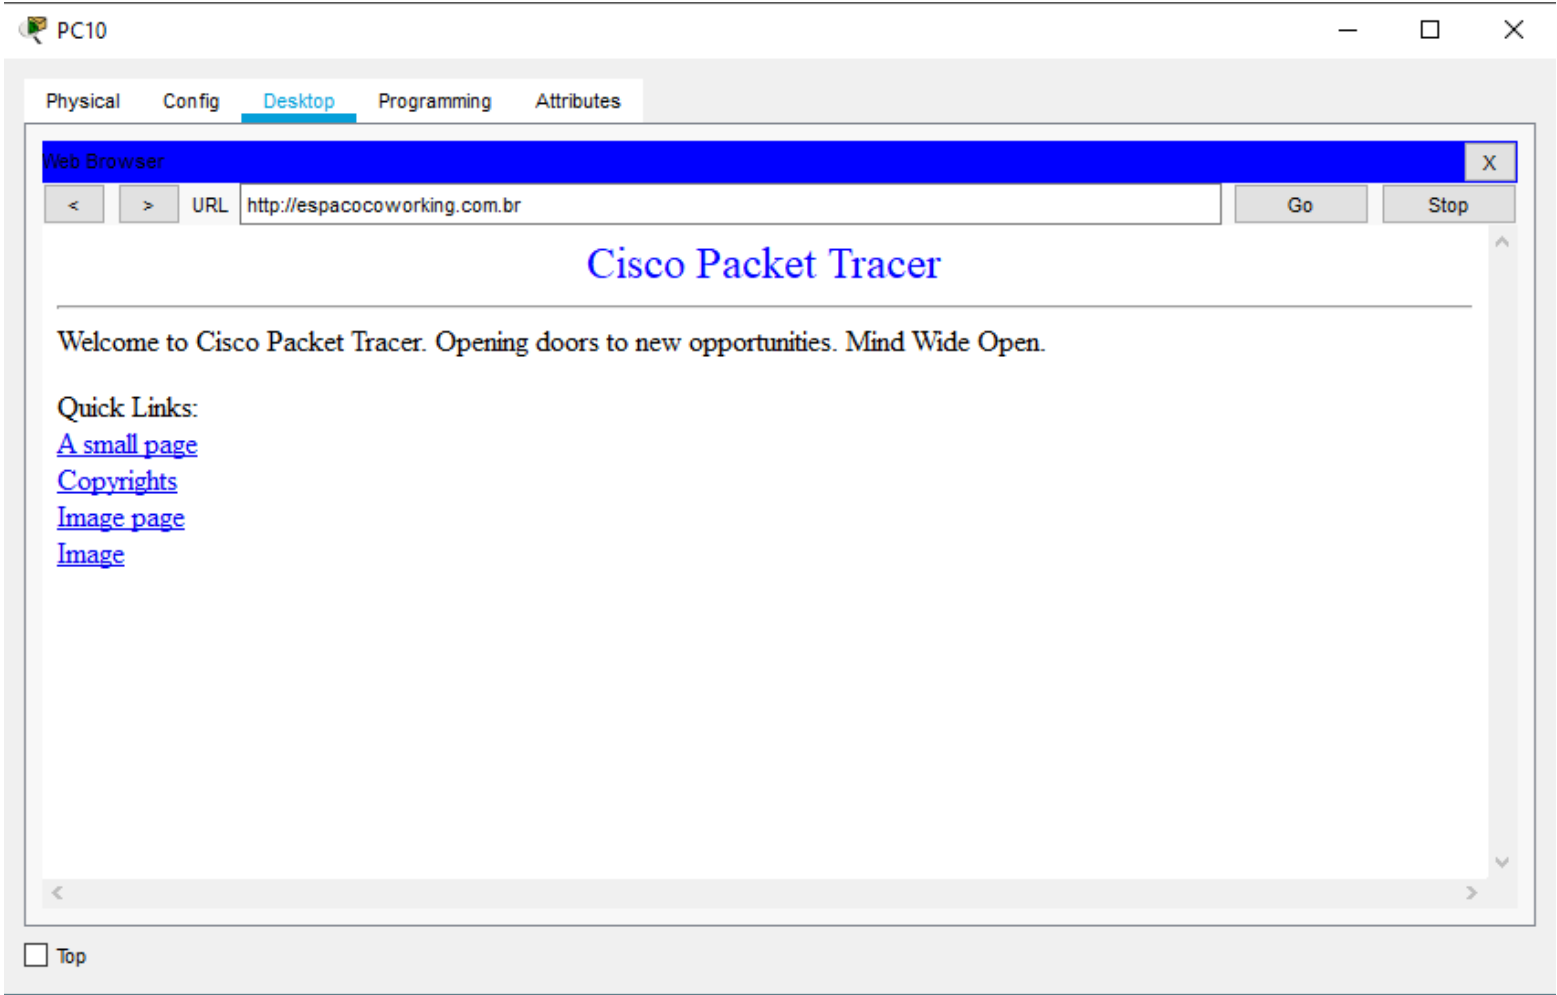 PC10
Physical Config Desktop Programming Attributes
Web Browser X
< > URL http://espacocoworking.com.br Go Stop
Cisco Packet Tracer
Welcome to Cisco Packet Tracer. Opening doors to new opportunities. Mind Wide Open.
Quick Links:
A small page
Copyrights
Image page
Image
Top